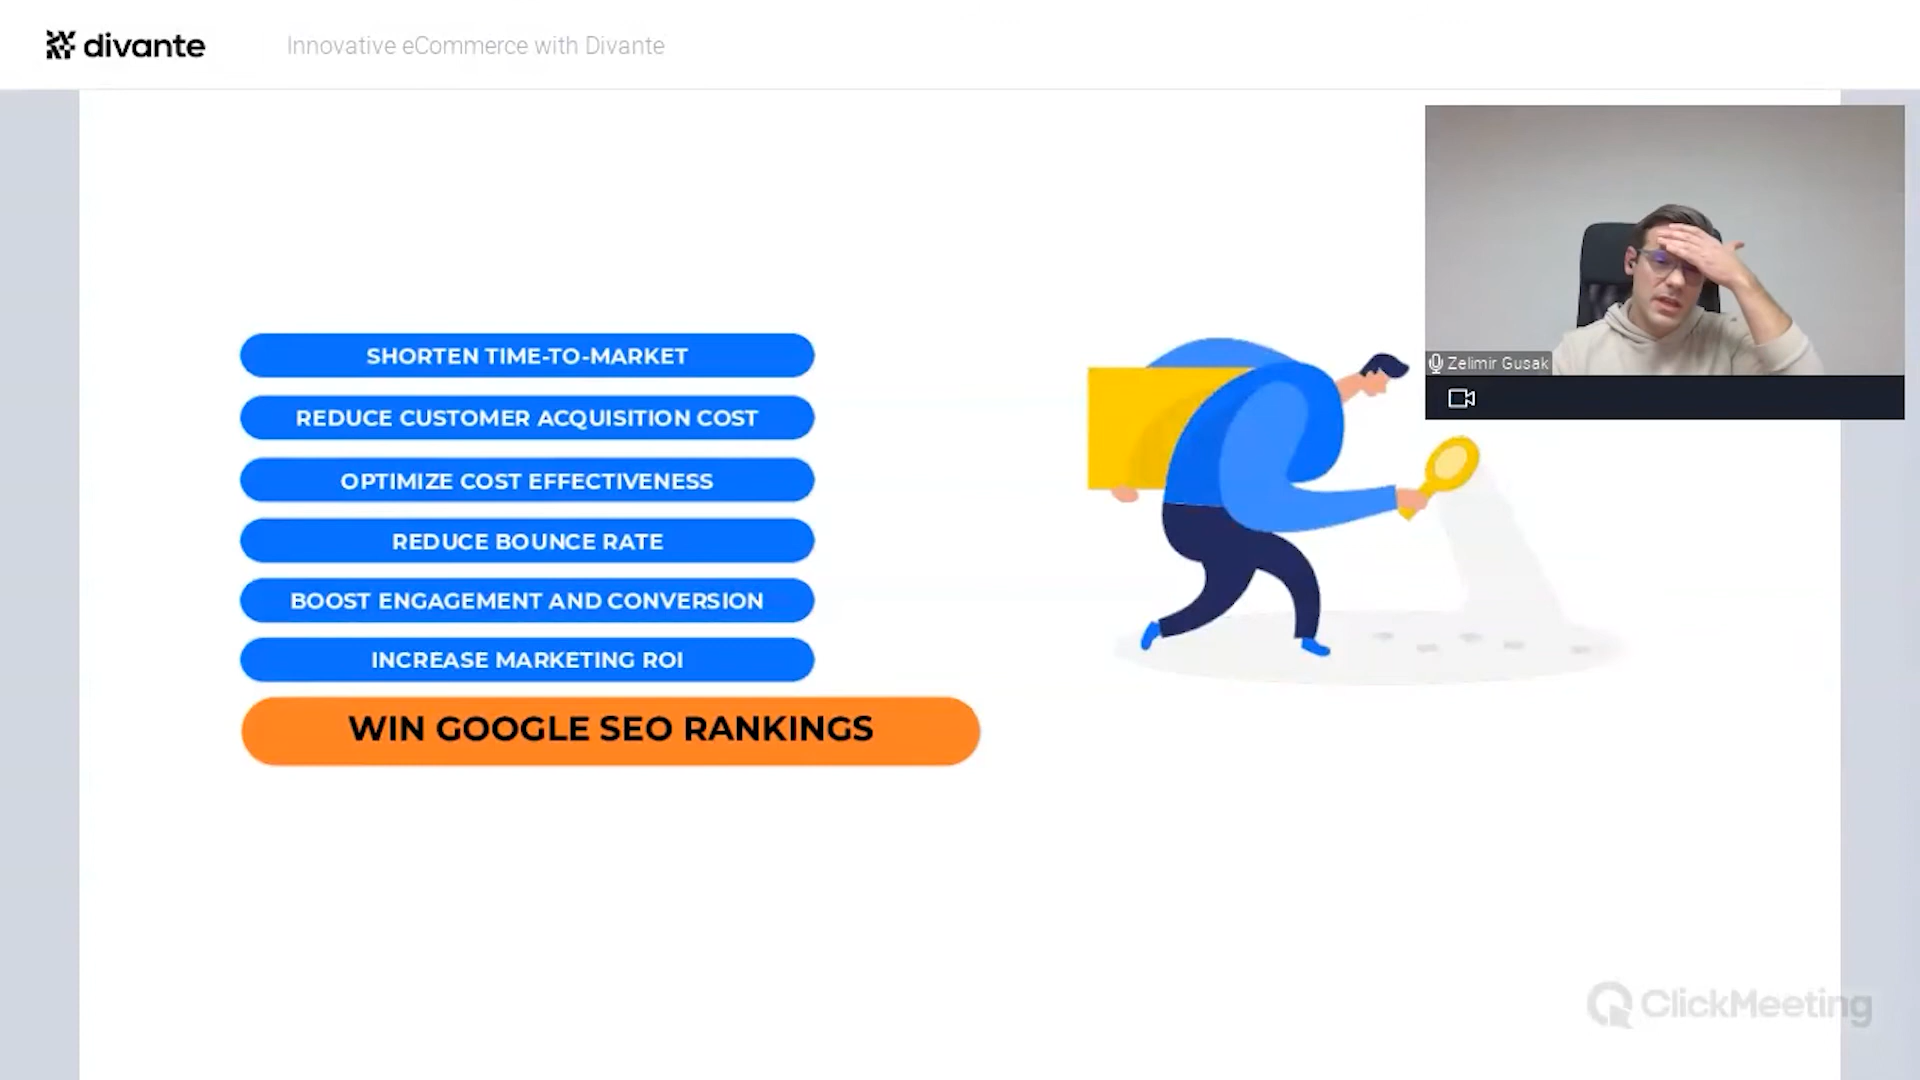 divante
Innovative eCommerce with Divante
Zelimir Gusak
SHORTEN TIME-TO-MARKET
REDUCE CUSTOMER ACQUISITION COST
OPTIMIZE COST EFFECTIVENESS
REDUCE BOUNCE RATE
BOOST ENGAGEMENT AND CONVERSION
INCREASE MARKETING ROI
WIN GOOGLE SEO RANKINGS
ClickMeeting